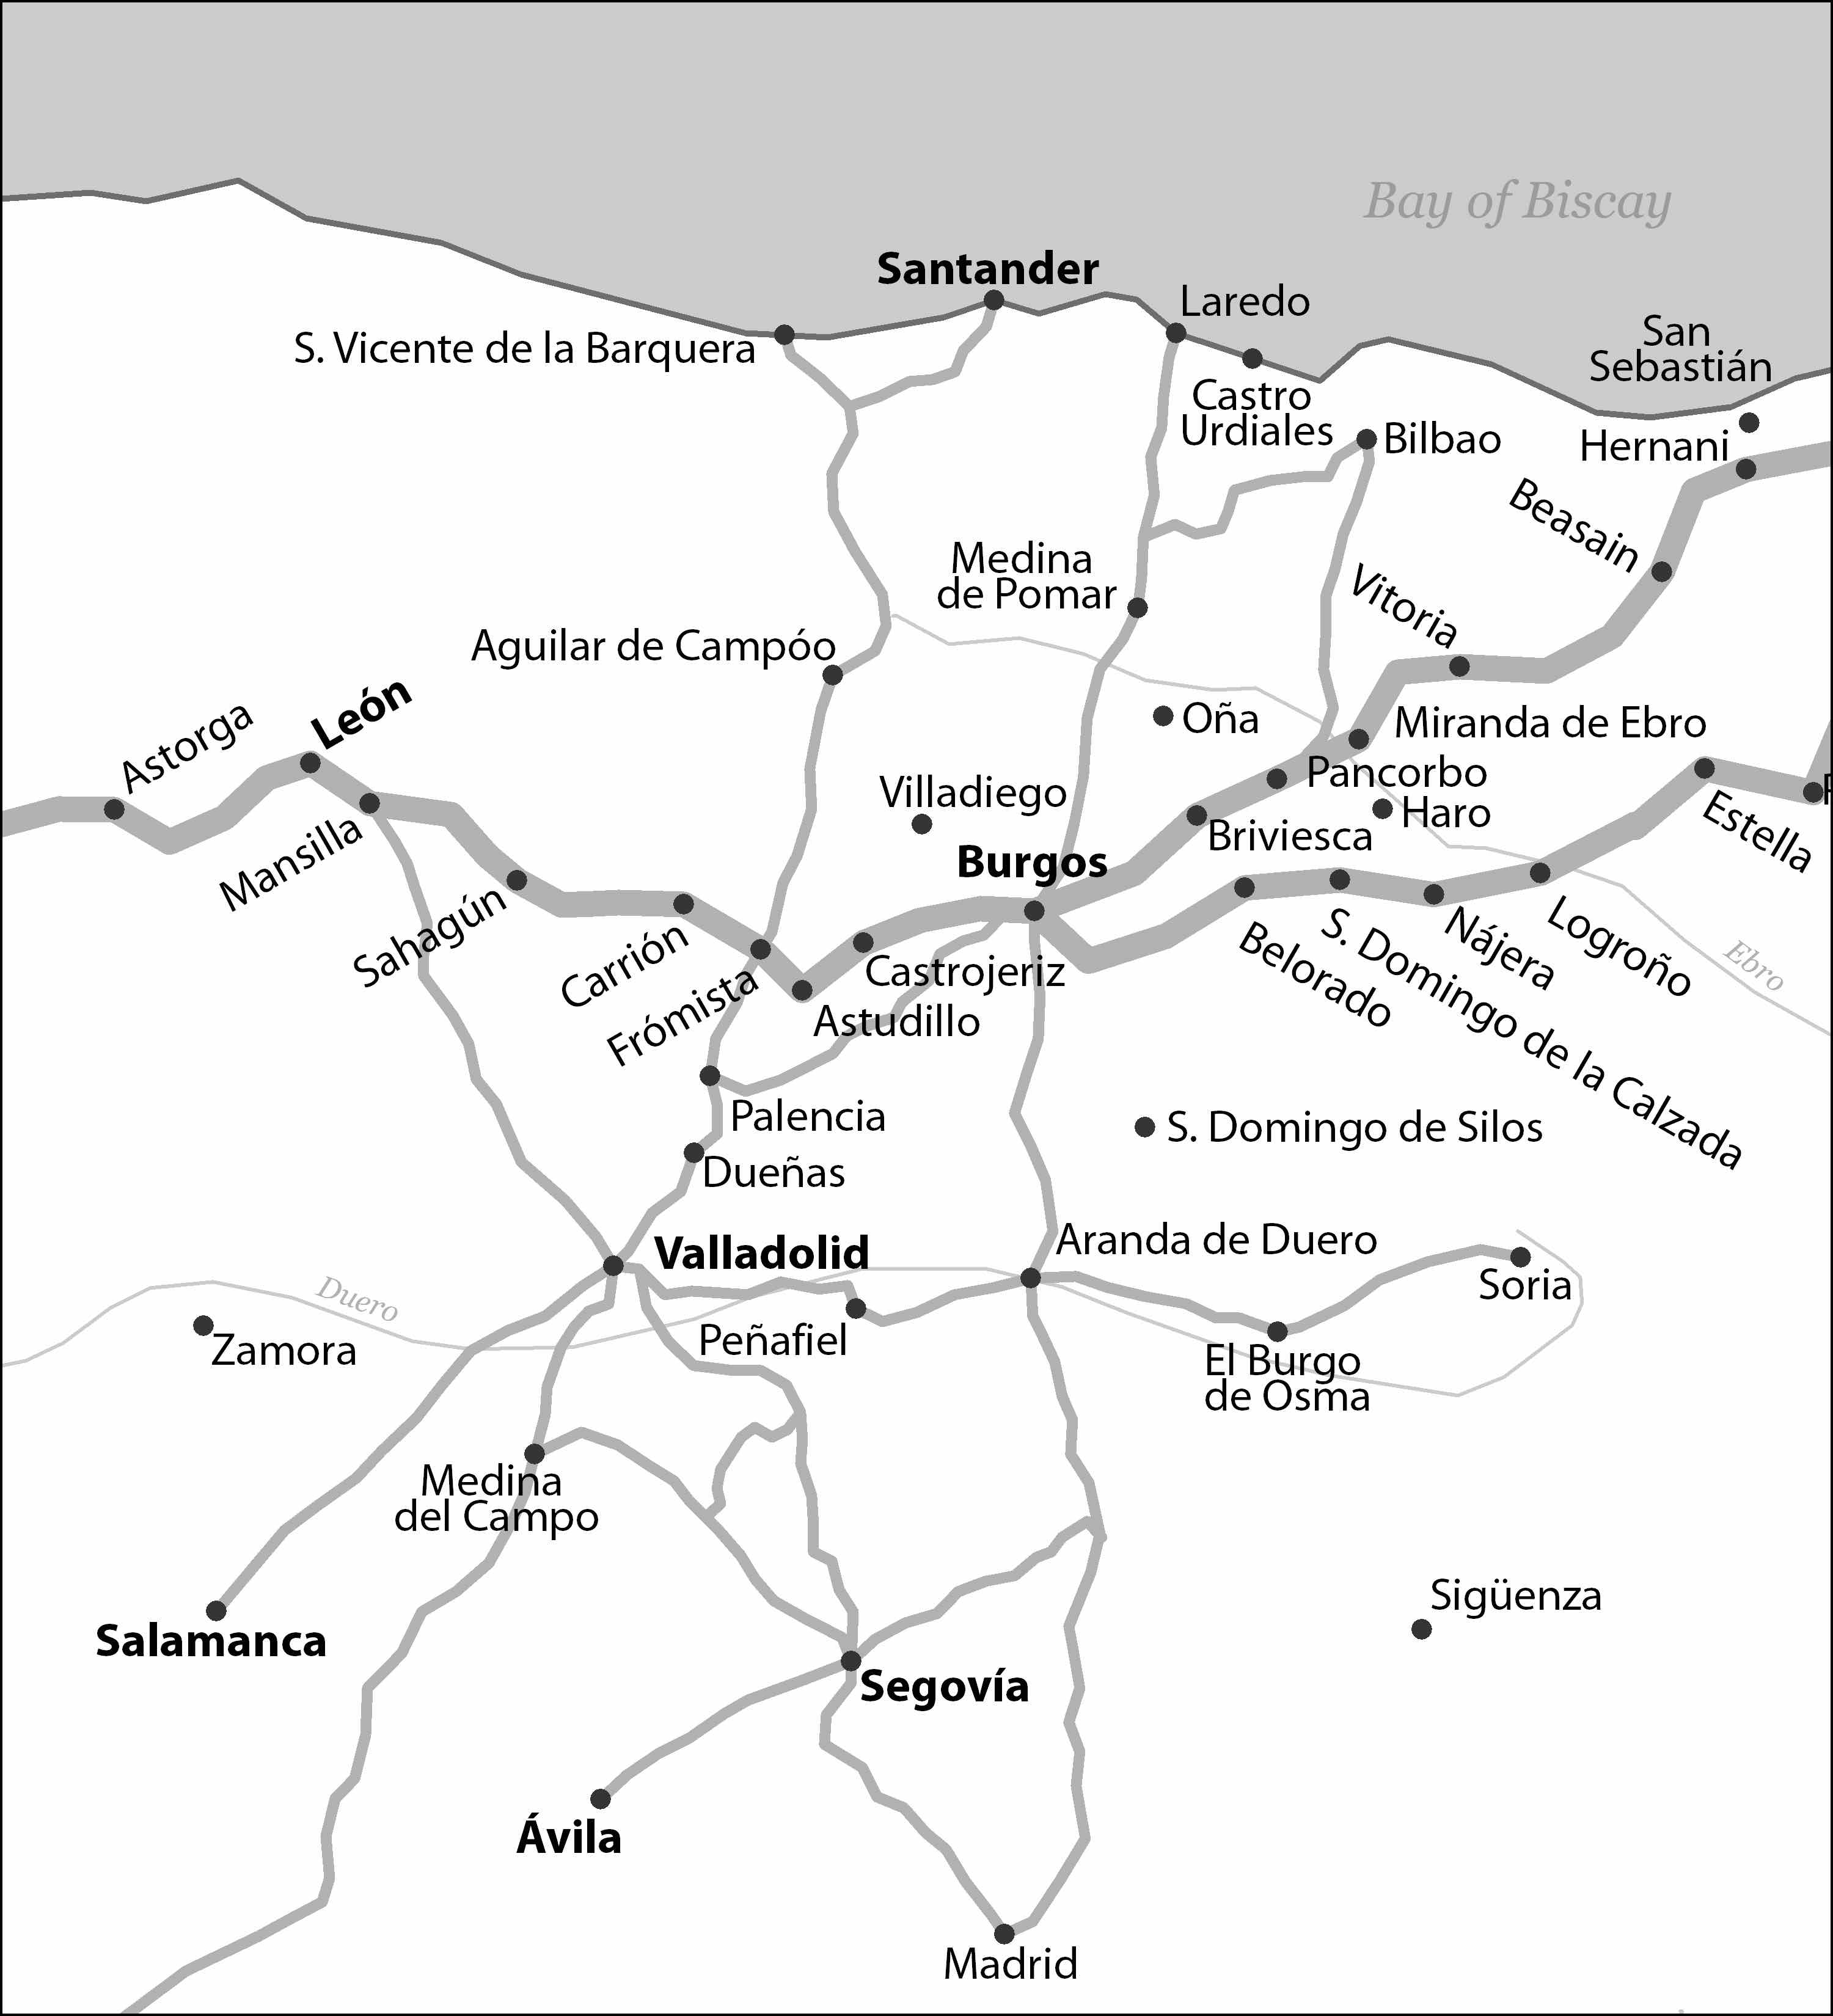 Bay of Biscay
Santander
Laredo
S. Vicente de la Barquera
San
Sebastián
Castro
Urdiales
Bilbao
Hernani
Beasain
Medina
de Pomar
Vitoria
Aguilar de Campóo
León
Astorga
Oña
Miranda de Ebro
Pancorbo
Villadiego
Haro
Briviesca
Estella
Burgos
Mansilla
Sahagún
Carrión
Frómista
Castrojeriz
Astudillo
Belorado
S. Domingo de la Calzada
Nájera
Logroño
Ebro
Palencia
S. Domingo de Silos
Dueñas
Valladolid
Aranda de Duero
Soria
Duero
Zamora
Peñafiel
El Burgo
de Osma
Medina
del Campo
Salamanca
Sigüenza
Segovía
Ávila
Madrid